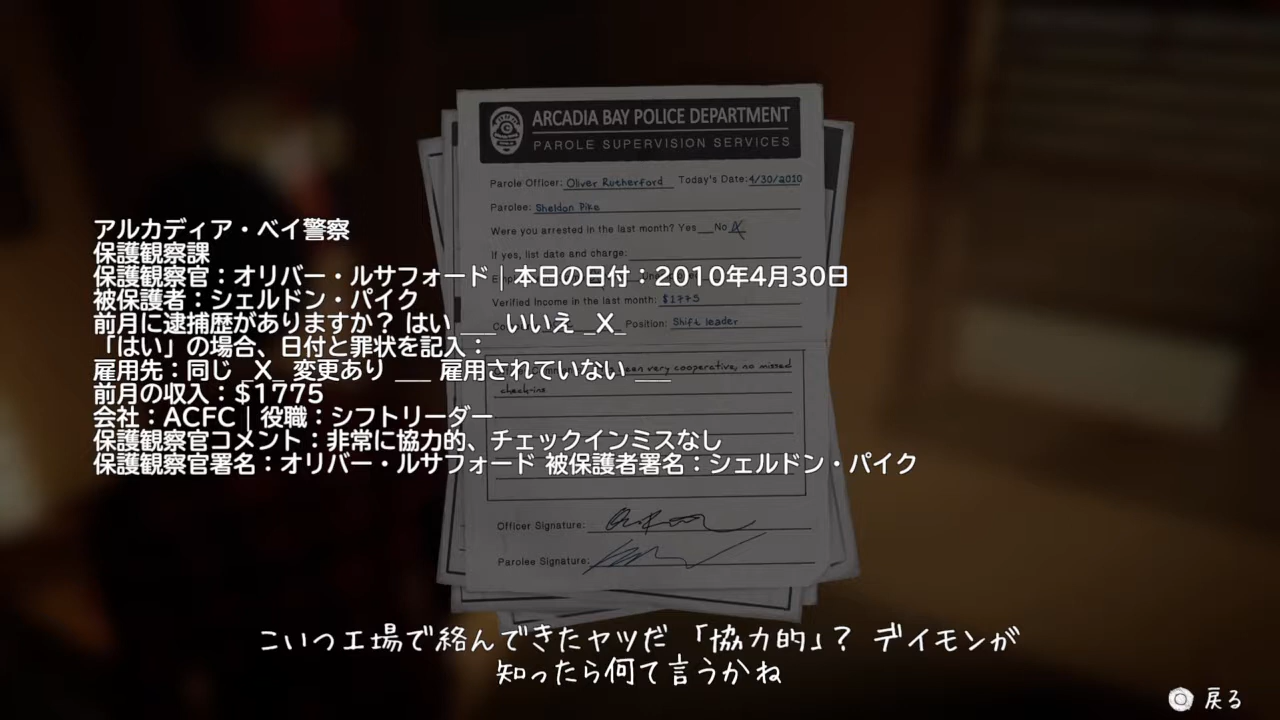 ARCADIA BAY POLICE DEPARTMENT
PAROLE SUPERVISION SERVICES
Parole Officer: Oliver Rutherford Today's Date: 4/30/2010
Parolee: Sheldon Pike
Were you arrested in the last month? Yes__No X
If yes, list date and charge:
Verified Income in the last month: $1775
Position: Shift leader
been very cooperative, no missed
check-ins
Officer Signature:
Parolee Signature:
アルカディア・ベイ警察
保護観察課
保護観察官：オリバー・ルサフォード｜本日の日付：2010年4月30日
被保護者：シェルドン・パイク
前月に逮捕歴がありますか？ はい ___ いいえ _X_
「はい」の場合、日付と罪状を記入：
雇用先：同じ _X_ 変更あり ___ 雇用されていない ___
前月の収入：$1775
会社：ACFC｜役職：シフトリーダー
保護観察官コメント：非常に協力的、チェックインミスなし
保護観察官署名：オリバー・ルサフォード 被保護者署名：シェルドン・パイク
こいつ工場で絡んできたヤツだ 「協力的」？ デイモンが
知ったら何て言うかね
戻る